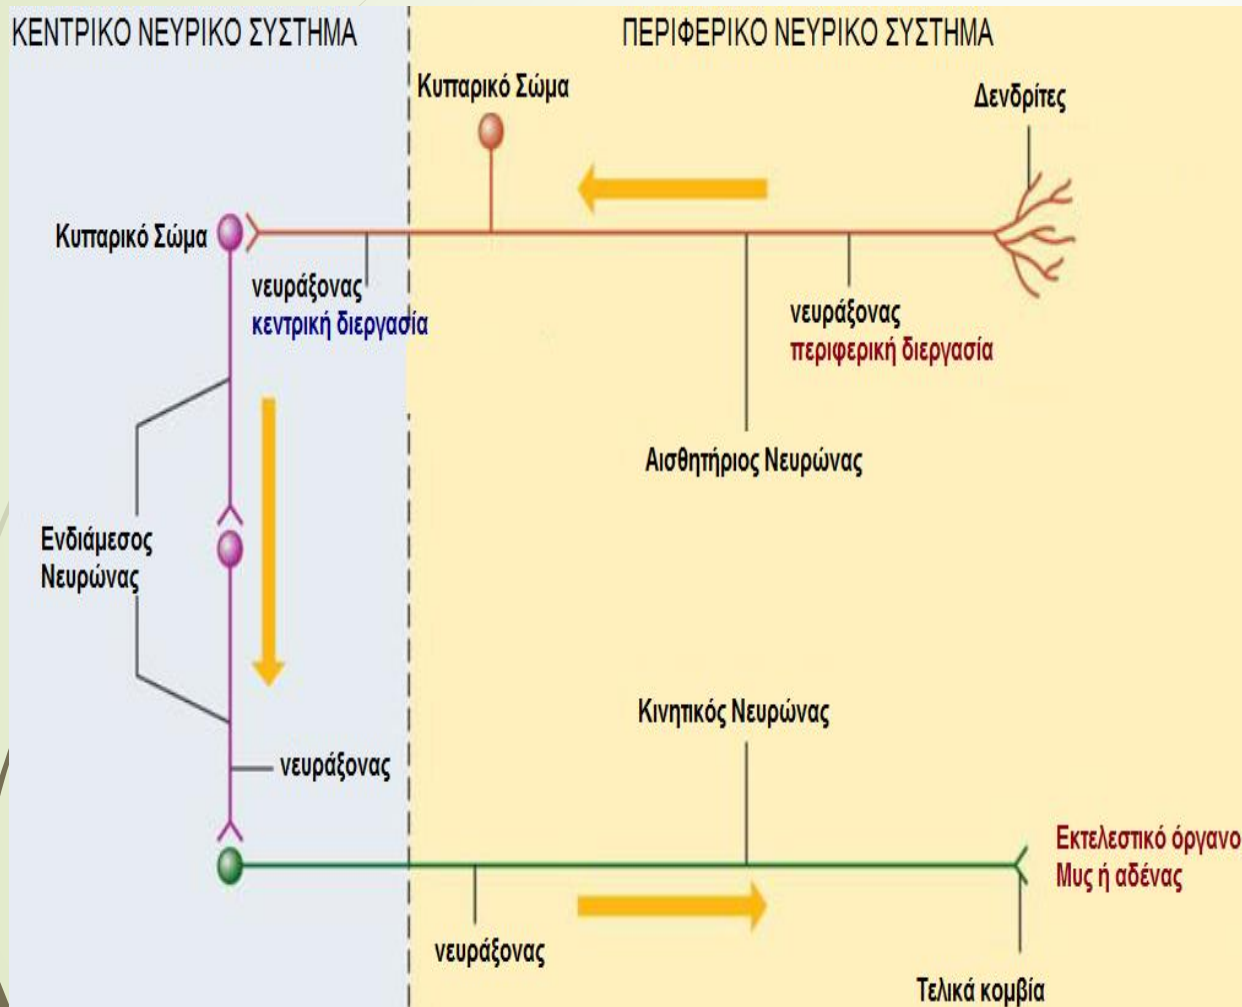 ΚΕΝΤΡΙΚΟ ΝΕΥΡΙΚΟ ΣΥΣΤΗΜΑ
ΠΕΡΙΦΕΡΙΚΟ ΝΕΥΡΙΚΟ ΣΥΣΤΗΜΑ
Κυτταρικό Σώμα
Δενδρίτες
Κυτταρικό Σώμα
νευράξονας
κεντρική διεργασία
νευράξονας
περιφερική διεργασία
Αισθητήριος Νευρώνας
Ενδιάμεσος
Νευρώνας
Κινητικός Νευρώνας
νευράξονας
Εκτελεστικό όργανο
Μυς ή αδένας
νευράξονας
Τελικά κομβία